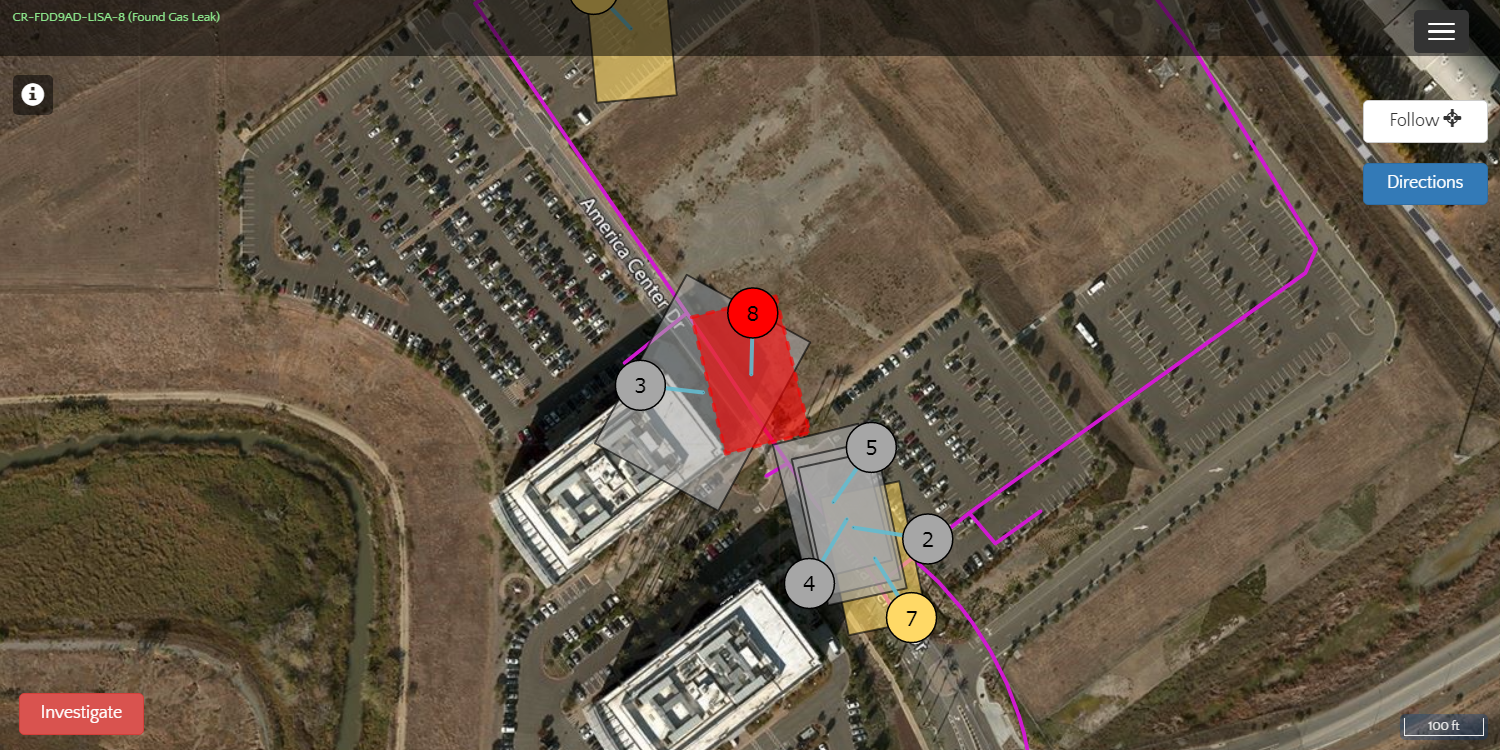 CR-FDD9AD-LISA-8 (Found Gas Leak)
Follow
Directions
America Center Dr
8
3
5
2
4
7
Investigate
100 ft